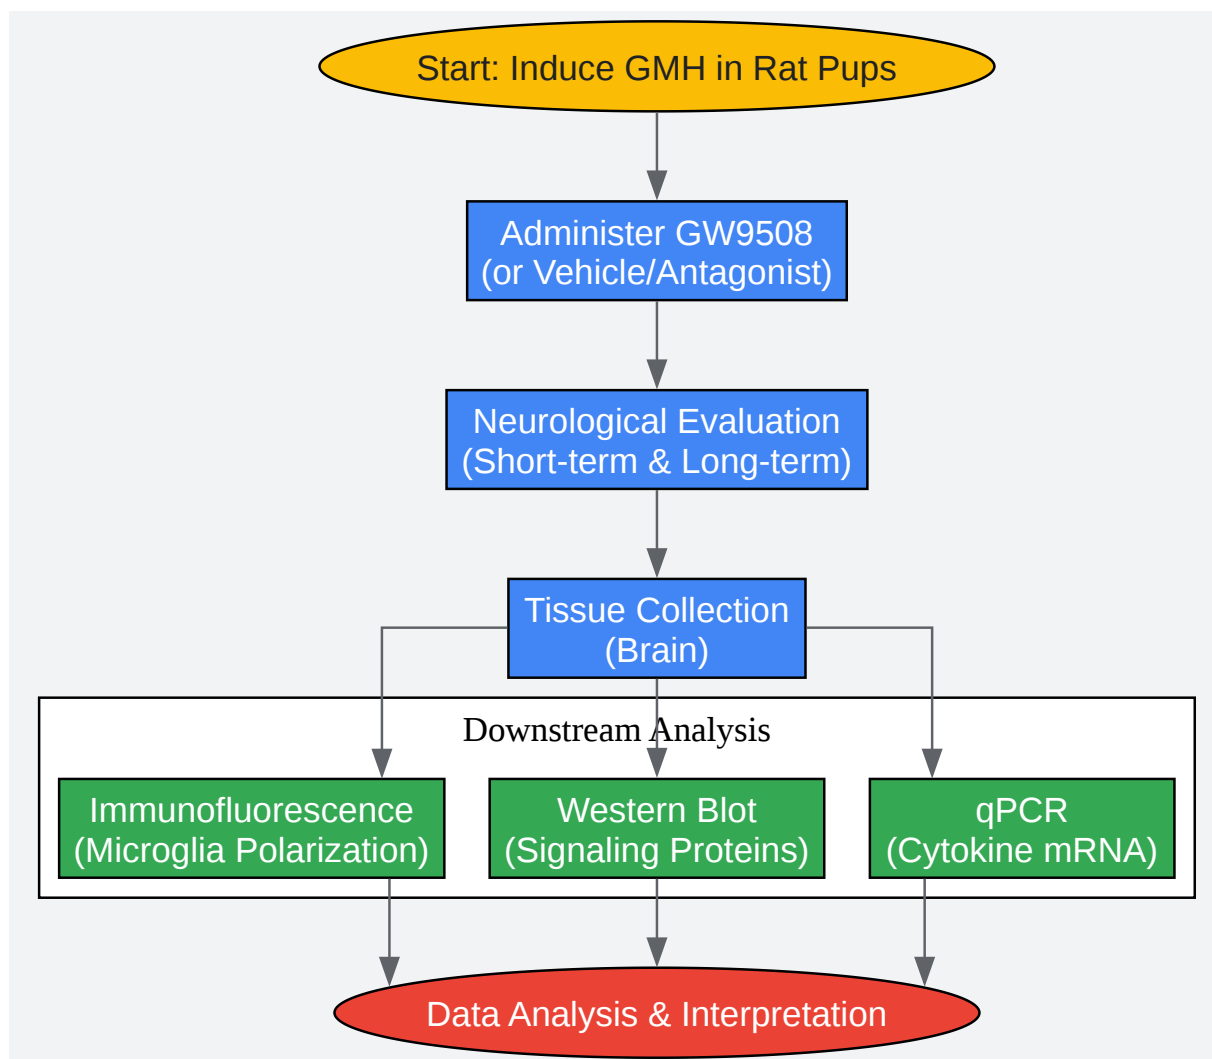 Start: Induce GMH in Rat Pups
Administer GW9508
(or Vehicle/Antagonist)
Neurological Evaluation
(Short-term & Long-term)
Tissue Collection
(Brain)
Downstream Analysis
Immunofluorescence
(Microglia Polarization)
Western Blot
(Signaling Proteins)
qPCR
(Cytokine mRNA)
Data Analysis & Interpretation